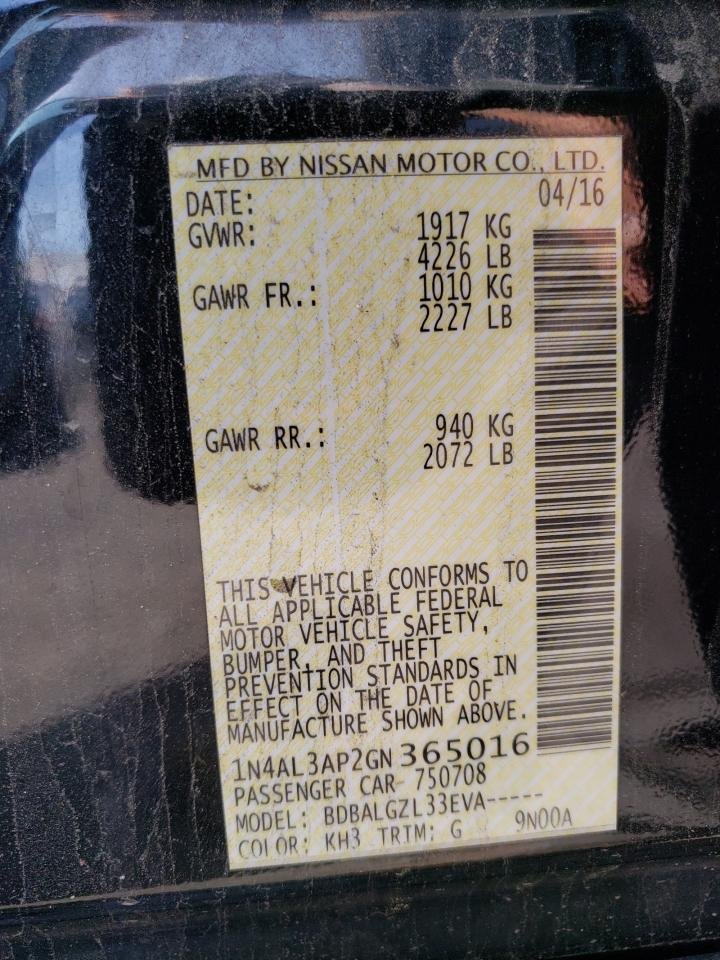 MFD BY NISSAN MOTOR CO., LTD.
DATE: 04/16
GVWR: 1917 KG
4226 LB
GAWR FR.: 1010 KG
2227 LB
GAWR RR.: 940 KG
2072 LB
THIS VEHICLE CONFORMS TO
ALL APPLICABLE FEDERAL
MOTOR VEHICLE SAFETY,
BUMPER, AND THEFT
PREVENTION STANDARDS IN
EFFECT ON THE DATE OF
MANUFACTURE SHOWN ABOVE.
1N4AL3AP2GN 365016
PASSENGER CAR 750708
MODEL: BDBALGZL33EVA-----
COLOR: KH3 TRIM: G 9N00A